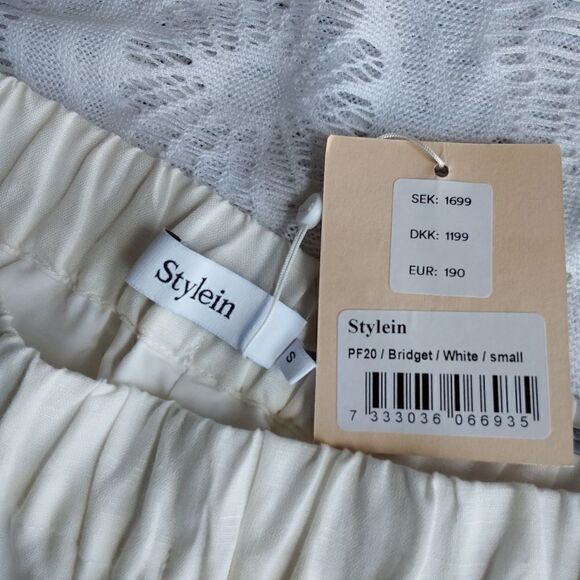 Stylein
S
SEK: 1699
DKK: 1199
EUR: 190
Stylein
PF20 / Bridget / White / small
7 333036 066935